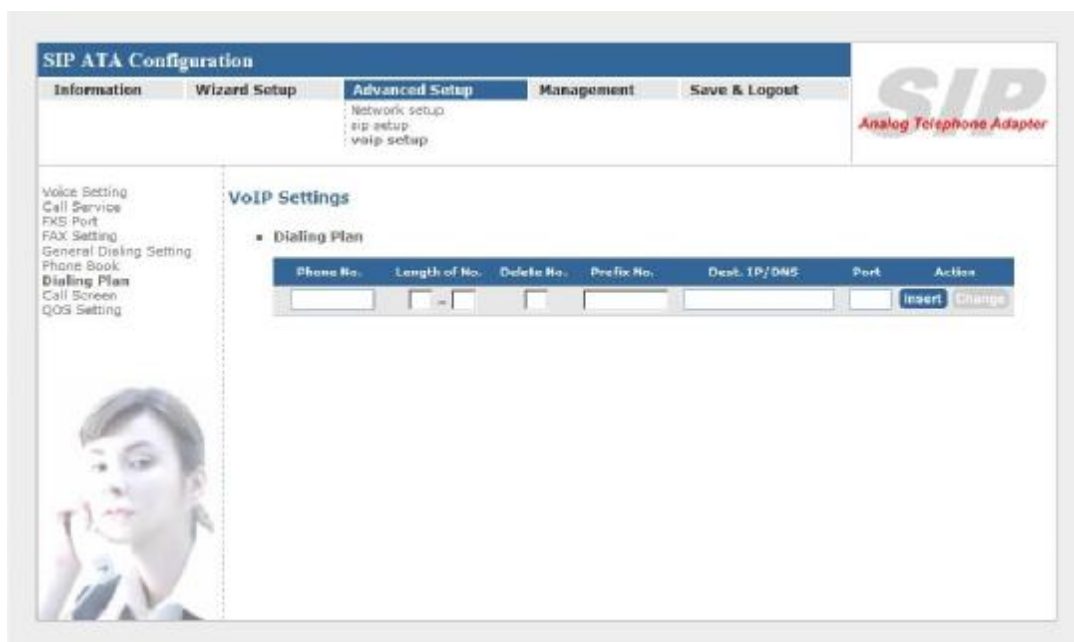 SIP ATA Configuration
Information Wizard Setup Advanced Setup Management Save & Logout
Network setup
sip setup
voip setup
SIP
Analog Telephone Adapter
Voice Setting
Call Service
FXS Port
FAX Setting
General Dialing Setting
Phone Book
Dialing Plan
Call Screen
QOS Setting
VoIP Settings
Dialing Plan
Phone No. Length of No. Delete No. Prefix No. Dest. IP/DNS Port Action
~ Insert Change